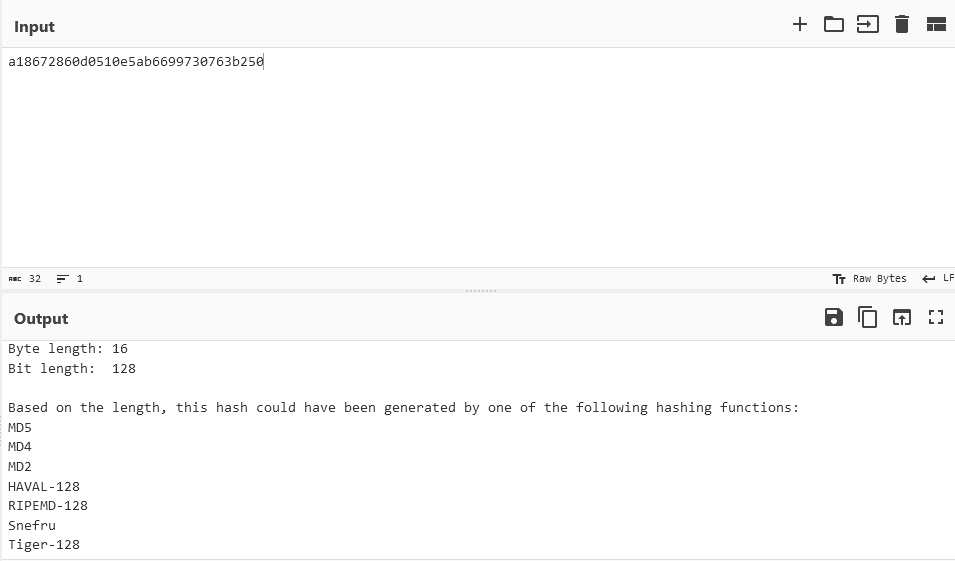 Input
a18672860d0510e5ab6699730763b250
ABC 32 1
Tт Raw Bytes LF
Output
Byte length: 16
Bit length: 128
Based on the length, this hash could have been generated by one of the following hashing functions:
MD5
MD4
MD2
HAVAL-128
RIPEMD-128
Snefru
Tiger-128